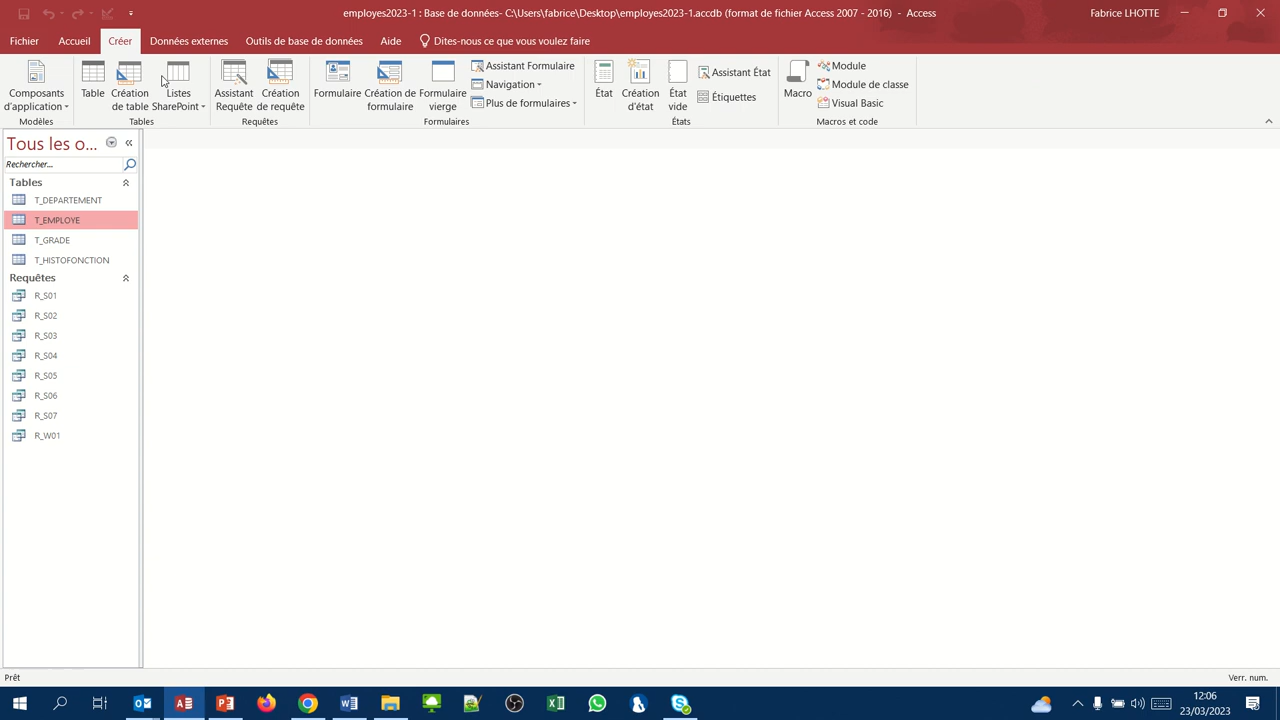 employes2023-1 : Base de données- C:\Users\fabrice\Desktop\employes2023-1.accdb (format de fichier Access 2007 - 2016)  -  Access
Fabrice LHOTTE
Fichier
Accueil
Créer
Données externes
Outils de base de données
Aide
Dites-nous ce que vous voulez faire
Composants d'application
Modèles
Table
Création de table
Listes SharePoint
Tables
Assistant Requête
Création de requête
Requêtes
Formulaire
Création de formulaire
Formulaire vierge
Assistant Formulaire
Navigation
Plus de formulaires
Formulaires
État
Création d'état
État vide
Assistant État
Étiquettes
États
Macro
Module
Module de classe
Visual Basic
Macros et code
Tous les o...
Rechercher...
Tables
T_DEPARTEMENT
T_EMPLOYE
T_GRADE
T_HISTOFONCTION
Requêtes
R_S01
R_S02
R_S03
R_S04
R_S05
R_S06
R_S07
R_W01
Prêt
Verr. num.
12:06
23/03/2023